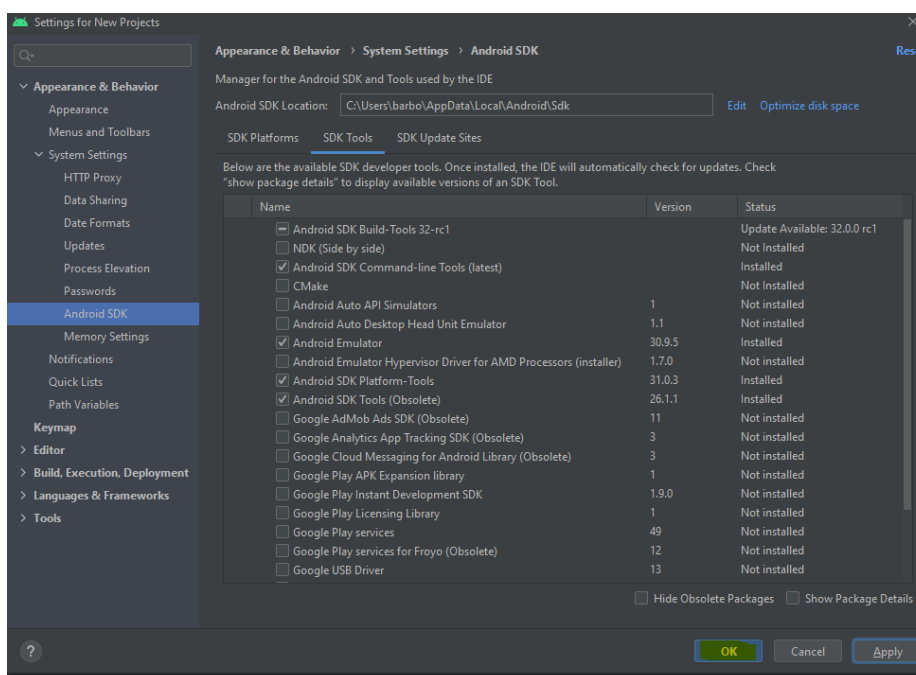 Settings for New Projects
Appearance & Behavior
Appearance
Menus and Toolbars
System Settings
HTTP Proxy
Data Sharing
Date Formats
Updates
Process Elevation
Passwords
Android SDK
Memory Settings
Notifications
Quick Lists
Path Variables
Keymap
Editor
Build, Execution, Deployment
Languages & Frameworks
Tools
Appearance & Behavior > System Settings > Android SDK Res
Manager for the Android SDK and Tools used by the IDE
Android SDK Location: C:\Users\barbo\AppData\Local\Android\Sdk Edit Optimize disk space
SDK Platforms SDK Tools SDK Update Sites
Below are the available SDK developer tools. Once installed, the IDE will automatically check for updates. Check
"show package details" to display available versions of an SDK Tool.
Name Version Status
Android SDK Build-Tools 32-rc1 Update Available: 32.0.0 rc1
NDK (Side by side) Not Installed
Android SDK Command-line Tools (latest) Installed
CMake Not Installed
Android Auto API Simulators 1 Not installed
Android Auto Desktop Head Unit Emulator 1.1 Not installed
Android Emulator 30.9.5 Installed
Android Emulator Hypervisor Driver for AMD Processors (installer) 1.7.0 Not installed
Android SDK Platform-Tools 31.0.3 Installed
Android SDK Tools (Obsolete) 26.1.1 Installed
Google AdMob Ads SDK (Obsolete) 11 Not installed
Google Analytics App Tracking SDK (Obsolete) 3 Not installed
Google Cloud Messaging for Android Library (Obsolete) 3 Not installed
Google Play APK Expansion library 1 Not installed
Google Play Instant Development SDK 1.9.0 Not installed
Google Play Licensing Library 1 Not installed
Google Play services 49 Not installed
Google Play services for Froyo (Obsolete) 12 Not installed
Google USB Driver 13 Not installed
Hide Obsolete Packages Show Package Details
? OK Cancel Apply